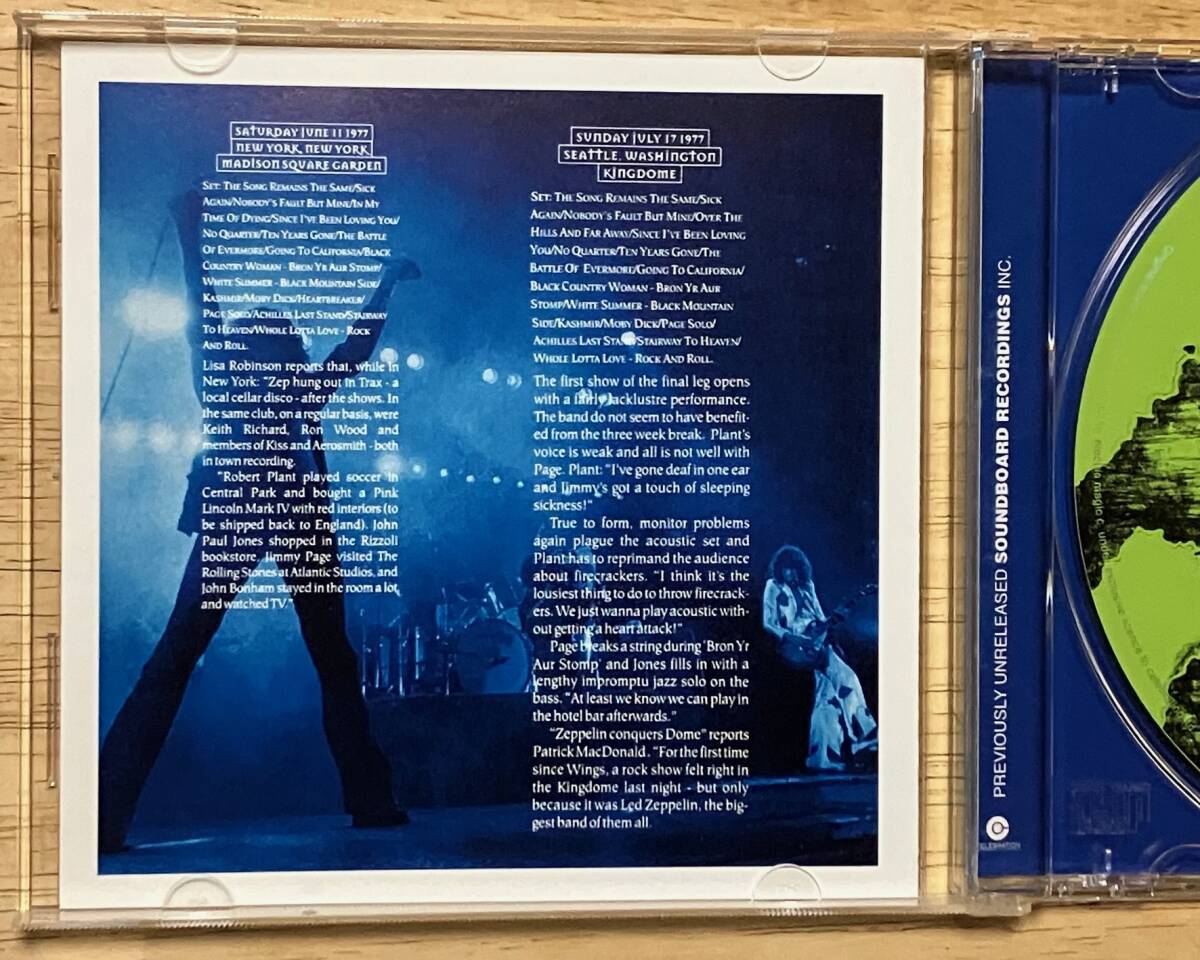 SATURDAY JUNE 11 1977
NEW YORK, NEW YORK
MADISON SQUARE GARDEN
SET: THE SONG REMAINS THE SAME/SICK
AGAIN/NOBODY'S FAULT BUT MINE/IN MY
TIME OF DYING/SINCE I'VE BEEN LOVING YOU/
NO QUARTER/TEN YEARS GONE/THE BATTLE
OF EVERMORE/GOING TO CALIFORNIA/BLACK
COUNTRY WOMAN - BRON YR AUR STOMP/
WHITE SUMMER - BLACK MOUNTAIN SIDE/
KASHMIR/MOBY DICK/HEARTBREAKER/
PAGE SOLO/ACHILLES LAST STAND/STAIRWAY
TO HEAVEN/WHOLE LOTTA LOVE - ROCK
AND ROLL.
Lisa Robinson reports that, while in
New York: "Zep hung out in Trax - a
local cellar disco - after the shows. In
the same club, on a regular basis, were
Keith Richard, Ron Wood and
members of Kiss and Aerosmith - both
in town recording.
"Robert Plant played soccer in
Central Park and bought a Pink
Lincoln Mark IV with red interiors (to
be shipped back to England). John
Paul Jones shopped in the Rizzoli
bookstore, Jimmy Page visited The
Rolling Stones at Atlantic Studios, and
John Bonham stayed in the room a lot,
and watched TV."
SUNDAY JULY 17 1977
SEATTLE, WASHINGTON
KINGDOME
SET: THE SONG REMAINS THE SAME/SICK
AGAIN/NOBODY'S FAULT BUT MINE/OVER THE
HILLS AND FAR AWAY/SINCE I'VE BEEN LOVING
YOU/NO QUARTER/TEN YEARS GONE/THE
BATTLE OF EVERMORE/GOING TO CALIFORNIA/
BLACK COUNTRY WOMAN - BRON YR AUR
STOMP/WHITE SUMMER - BLACK MOUNTAIN
SIDE/KASHMIR/MOBY DICK/PAGE SOLO/
ACHILLES LAST STAND/STAIRWAY TO HEAVEN/
WHOLE LOTTA LOVE - ROCK AND ROLL.
The first show of the final leg opens
with a fairly lacklustre performance.
The band do not seem to have benefit-
ed from the three week break. Plant's
voice is weak and all is not well with
Page. Plant: "I've gone deaf in one ear
and Jimmy's got a touch of sleeping
sickness!"
True to form, monitor problems
again plague the acoustic set and
Plant has to reprimand the audience
about firecrackers. "I think it's the
lousiest thing to do to throw firecrack-
ers. We just wanna play acoustic with-
out getting a heart attack!"
Page breaks a string during 'Bron Yr
Aur Stomp' and Jones fills in with a
lengthy impromptu jazz solo on the
bass. "At least we know we can play in
the hotel bar afterwards."
"Zeppelin conquers Dome" reports
Patrick MacDonald. "For the first time
since Wings, a rock show felt right in
the Kingdome last night - but only
because it was Led Zeppelin, the big-
gest band of them all.
PREVIOUSLY UNRELEASED SOUNDBOARD RECORDINGS INC.